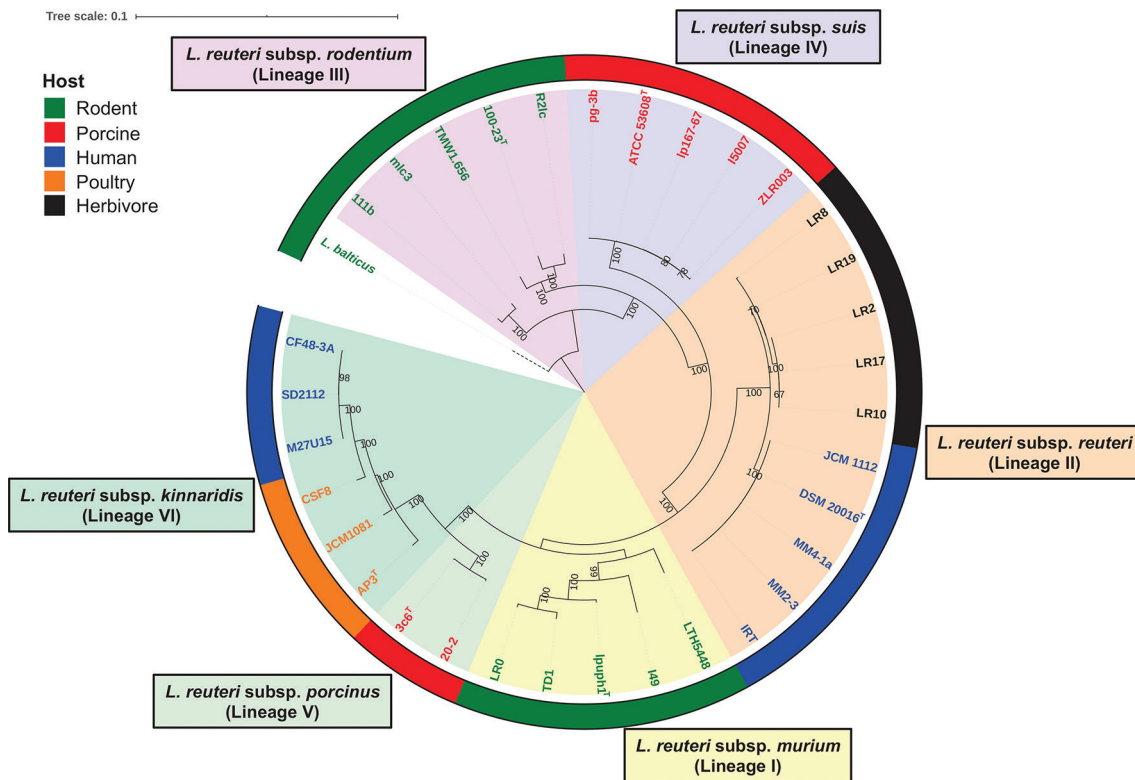 Tree scale: 0.1
L. reuteri subsp. rodentium
(Lineage III)
L. reuteri subsp. suis
(Lineage IV)
Host
Rodent
Porcine
Human
Poultry
Herbivore
L. balticus
111b
mlc3
TMW1.656
100-23ᵀ
R2lc
pg-3b
ATCC 53608ᵀ
lp167-67
I5007
ZLR003
LR8
LR19
LR2
LR17
LR10
JCM 1112
DSM 20016ᵀ
MM4-1a
MM2-3
IRT
LTH5448
I49
lpuph1ᵀ
TD1
LR0
20-2
3c6ᵀ
AP3ᵀ
JCM1081
CSF8
M27U15
SD2112
CF48-3A
100
100
100
100
100
80
78
100
70
100
67
100
100
100
98
100
100
100
100
100
100
100
100
66
L. reuteri subsp. reuteri
(Lineage II)
L. reuteri subsp. kinnaridis
(Lineage VI)
L. reuteri subsp. porcinus
(Lineage V)
L. reuteri subsp. murium
(Lineage I)